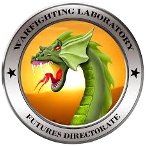 WARFIGHTING LABORATORY
FUTURES DIRECTORATE